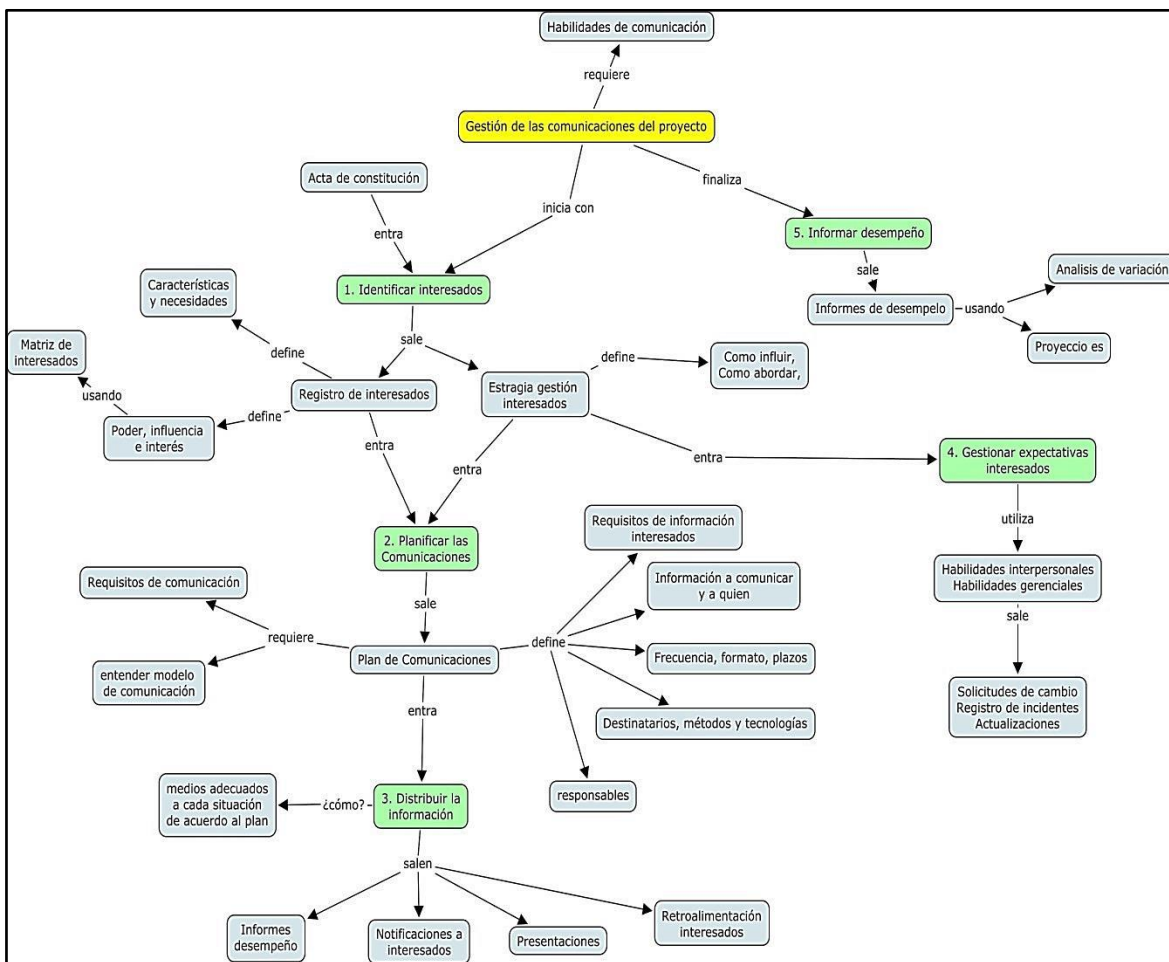 Habilidades de comunicación
requiere
Gestión de las comunicaciones del proyecto
Acta de constitución
finaliza
inicia con
entra
5. Informar desempeño
sale
Analisis de variación
Características
y necesidades
1. Identificar interesados
Informes de desempelo
usando
Matriz de
interesados
sale
define
Como influir,
Como abordar,
Proyeccio es
define
Estragia gestión
interesados
Registro de interesados
usando
define
Poder, influencia
e interés
entra
entra
entra
4. Gestionar expectativas
interesados
Requisitos de información
interesados
utiliza
2. Planificar las
Comunicaciones
Habilidades interpersonales
Habilidades gerenciales
Requisitos de comunicación
Información a comunicar
y a quien
sale
sale
requiere
define
Plan de Comunicaciones
Frecuencia, formato, plazos
entender modelo
de comunicación
Solicitudes de cambio
Registro de incidentes
Actualizaciones
entra
Destinatarios, métodos y tecnologías
medios adecuados
a cada situación
de acuerdo al plan
¿cómo?
3. Distribuir la
información
responsables
salen
Informes
desempeño
Notificaciones a
interesados
Presentaciones
Retroalimentación
interesados